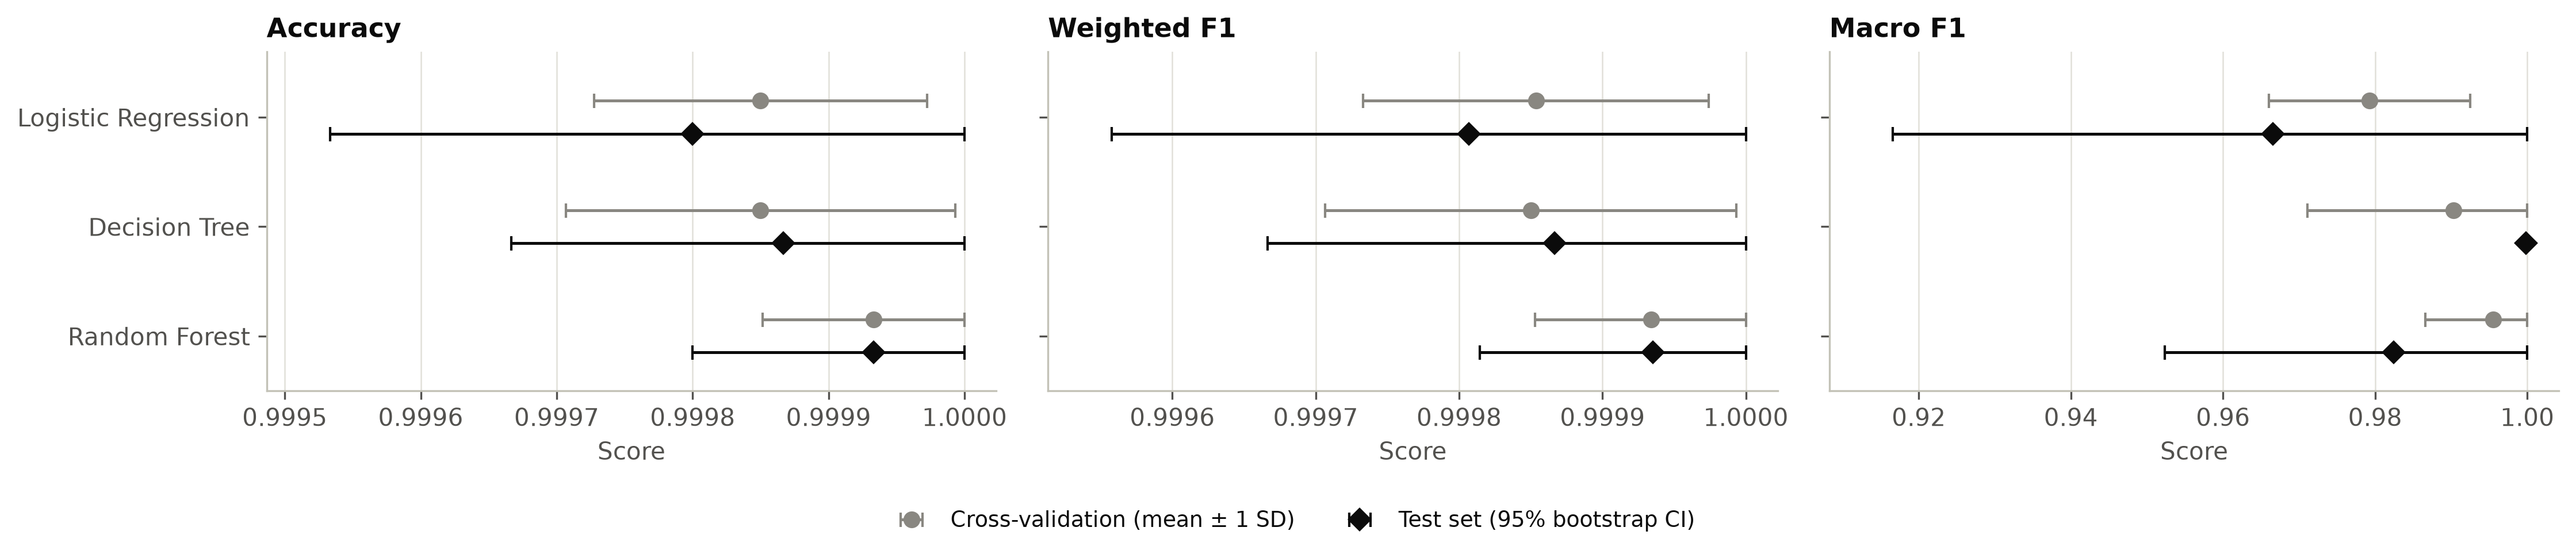 Accuracy
Weighted F1
Macro F1
Logistic Regression
Decision Tree
Random Forest
0.9995 0.9996 0.9997 0.9998 0.9999 1.0000
0.9996 0.9997 0.9998 0.9999 1.0000
0.92 0.94 0.96 0.98 1.00
Score
Score
Score
Cross-validation (mean ± 1 SD)
Test set (95% bootstrap CI)